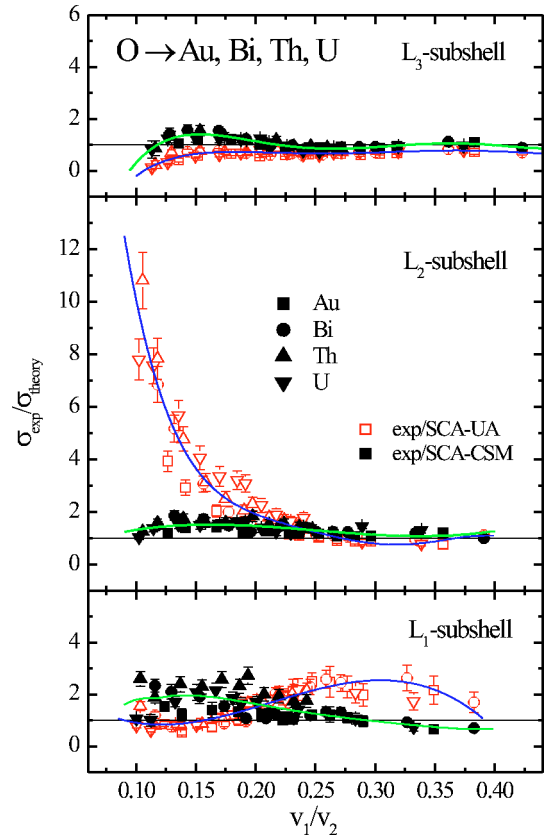 O → Au, Bi, Th, U
L₃-subshell
6
4
2
0
L₂-subshell
12
10
8
6
4
2
0
Au
Bi
Th
U
exp/SCA-UA
exp/SCA-CSM
σexp/σtheory
L₁-subshell
4
2
0
0.10 0.15 0.20 0.25 0.30 0.35 0.40
v₁/v₂